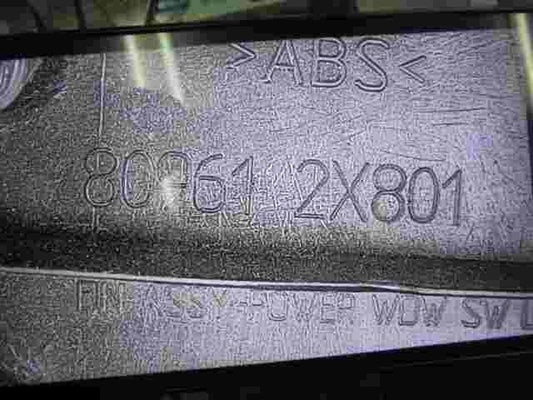 >ABS<
80961 2X801
FIN ASSY-POWER WDW SW